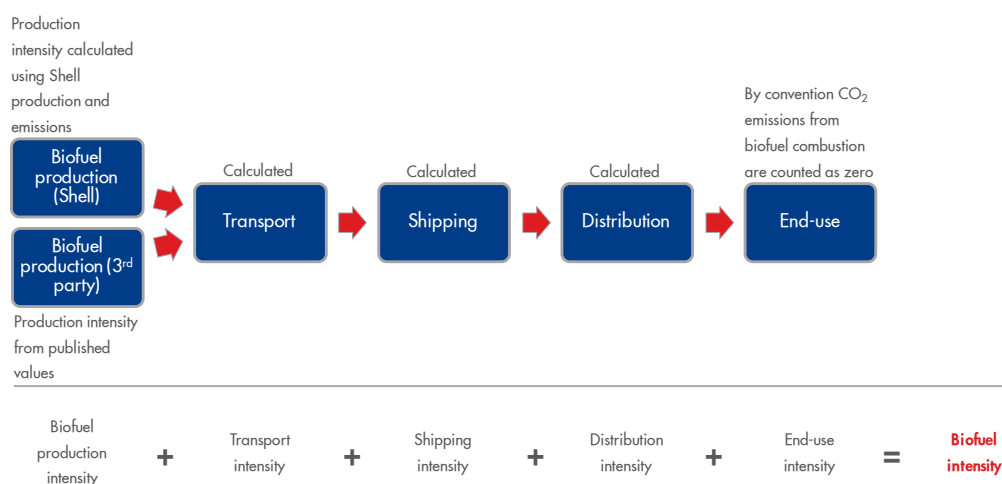 Production
intensity calculated
using Shell
production and
emissions
Biofuel
production
(Shell)
Biofuel
production (3rd
party)
Production intensity
from published
values
Calculated
Transport
Calculated
Shipping
Calculated
Distribution
By convention CO₂
emissions from
biofuel combustion
are counted as zero
End-use
Biofuel
production
intensity
+
Transport
intensity
+
Shipping
intensity
+
Distribution
intensity
+
End-use
intensity
=
Biofuel
intensity